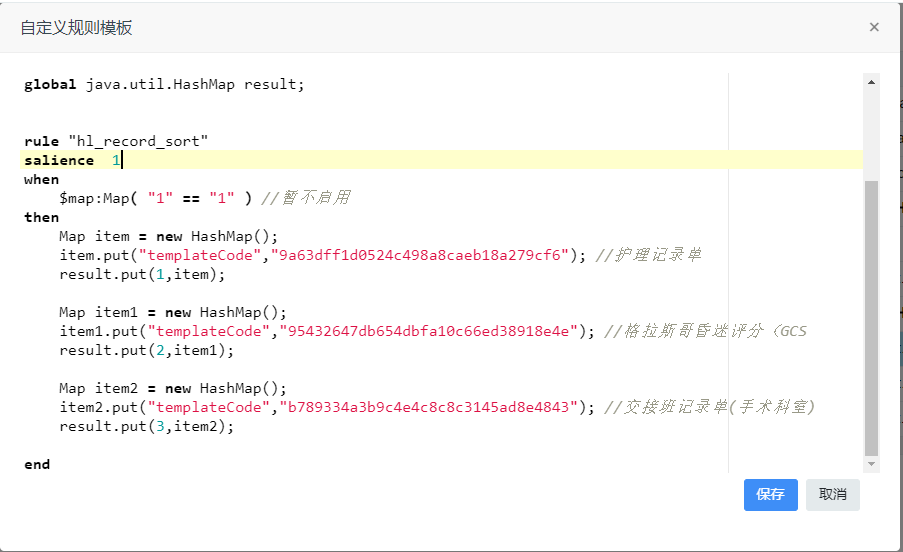 自定义规则模板
×
global java.util.HashMap result;
rule "hl_record_sort"
salience  1
when
    $map:Map( "1" == "1" ) //暂不启用
then
    Map item = new HashMap();
    item.put("templateCode","9a63dff1d0524c498a8caeb18a279cf6"); //护理记录单
    result.put(1,item);
    Map item1 = new HashMap();
    item1.put("templateCode","95432647db654dbfa10c66ed38918e4e"); //格拉斯哥昏迷评分（GCS
    result.put(2,item1);
    Map item2 = new HashMap();
    item2.put("templateCode","b789334a3b9c4e4c8c8c3145ad8e4843"); //交接班记录单(手术科室)
    result.put(3,item2);
end
保存 取消